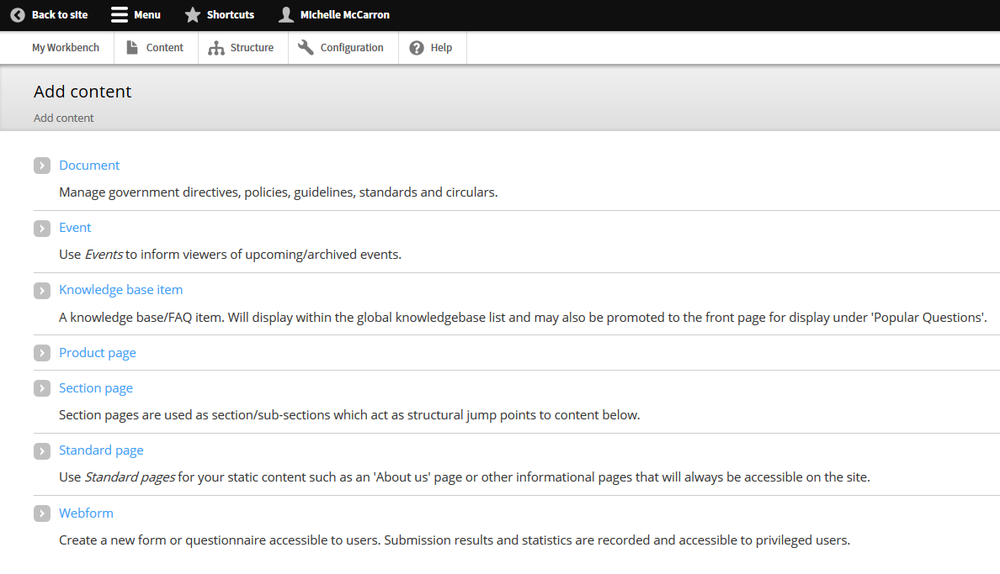 Back to site Menu Shortcuts Michelle McCarron
My Workbench Content Structure Configuration Help
Add content
Add content
Document
Manage government directives, policies, guidelines, standards and circulars.
Event
Use Events to inform viewers of upcoming/archived events.
Knowledge base item
A knowledge base/FAQ item. Will display within the global knowledgebase list and may also be promoted to the front page for display under 'Popular Questions'.
Product page
Section page
Section pages are used as section/sub-sections which act as structural jump points to content below.
Standard page
Use Standard pages for your static content such as an 'About us' page or other informational pages that will always be accessible on the site.
Webform
Create a new form or questionnaire accessible to users. Submission results and statistics are recorded and accessible to privileged users.